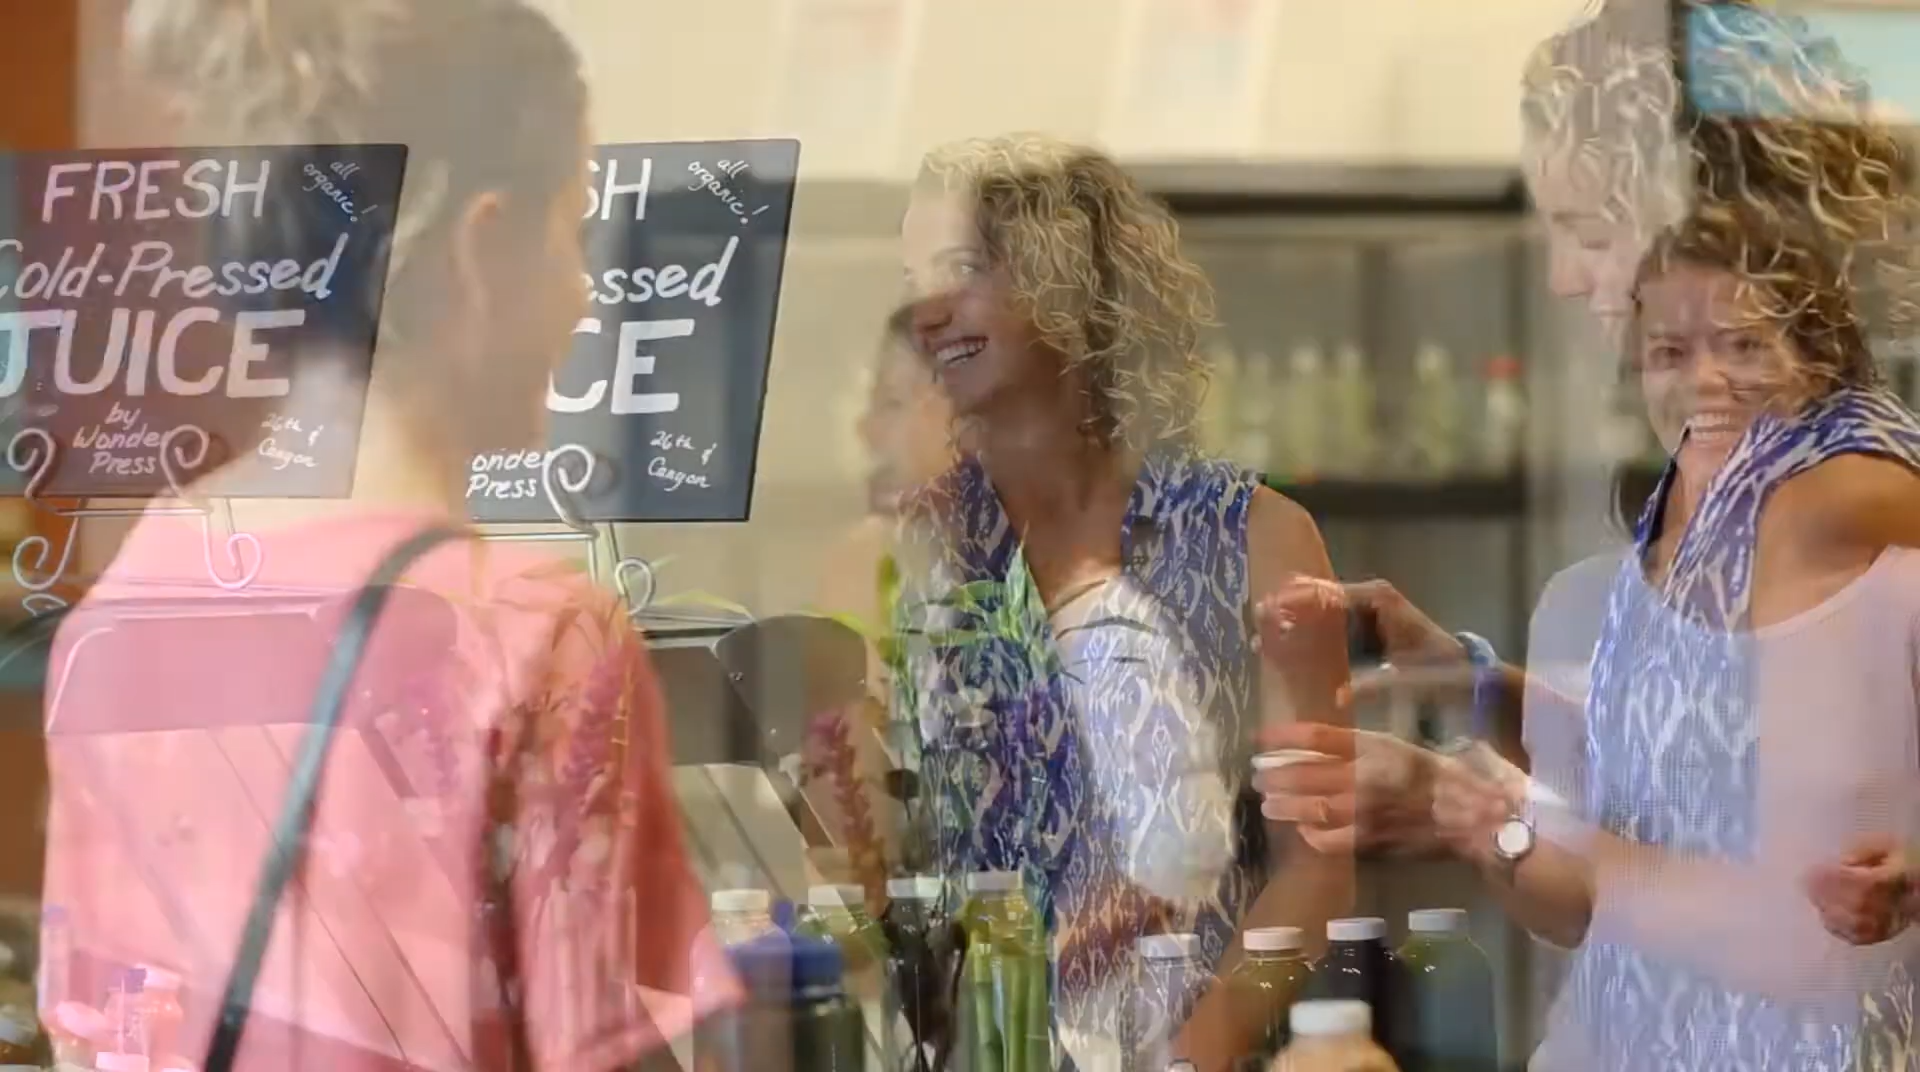 FRESH
all
organic!
Cold-Pressed
JUICE
by
Wonder
Press
26th &
Canyon
SH
all
organic!
essed
CE
onder
Press
26th &
Canyon